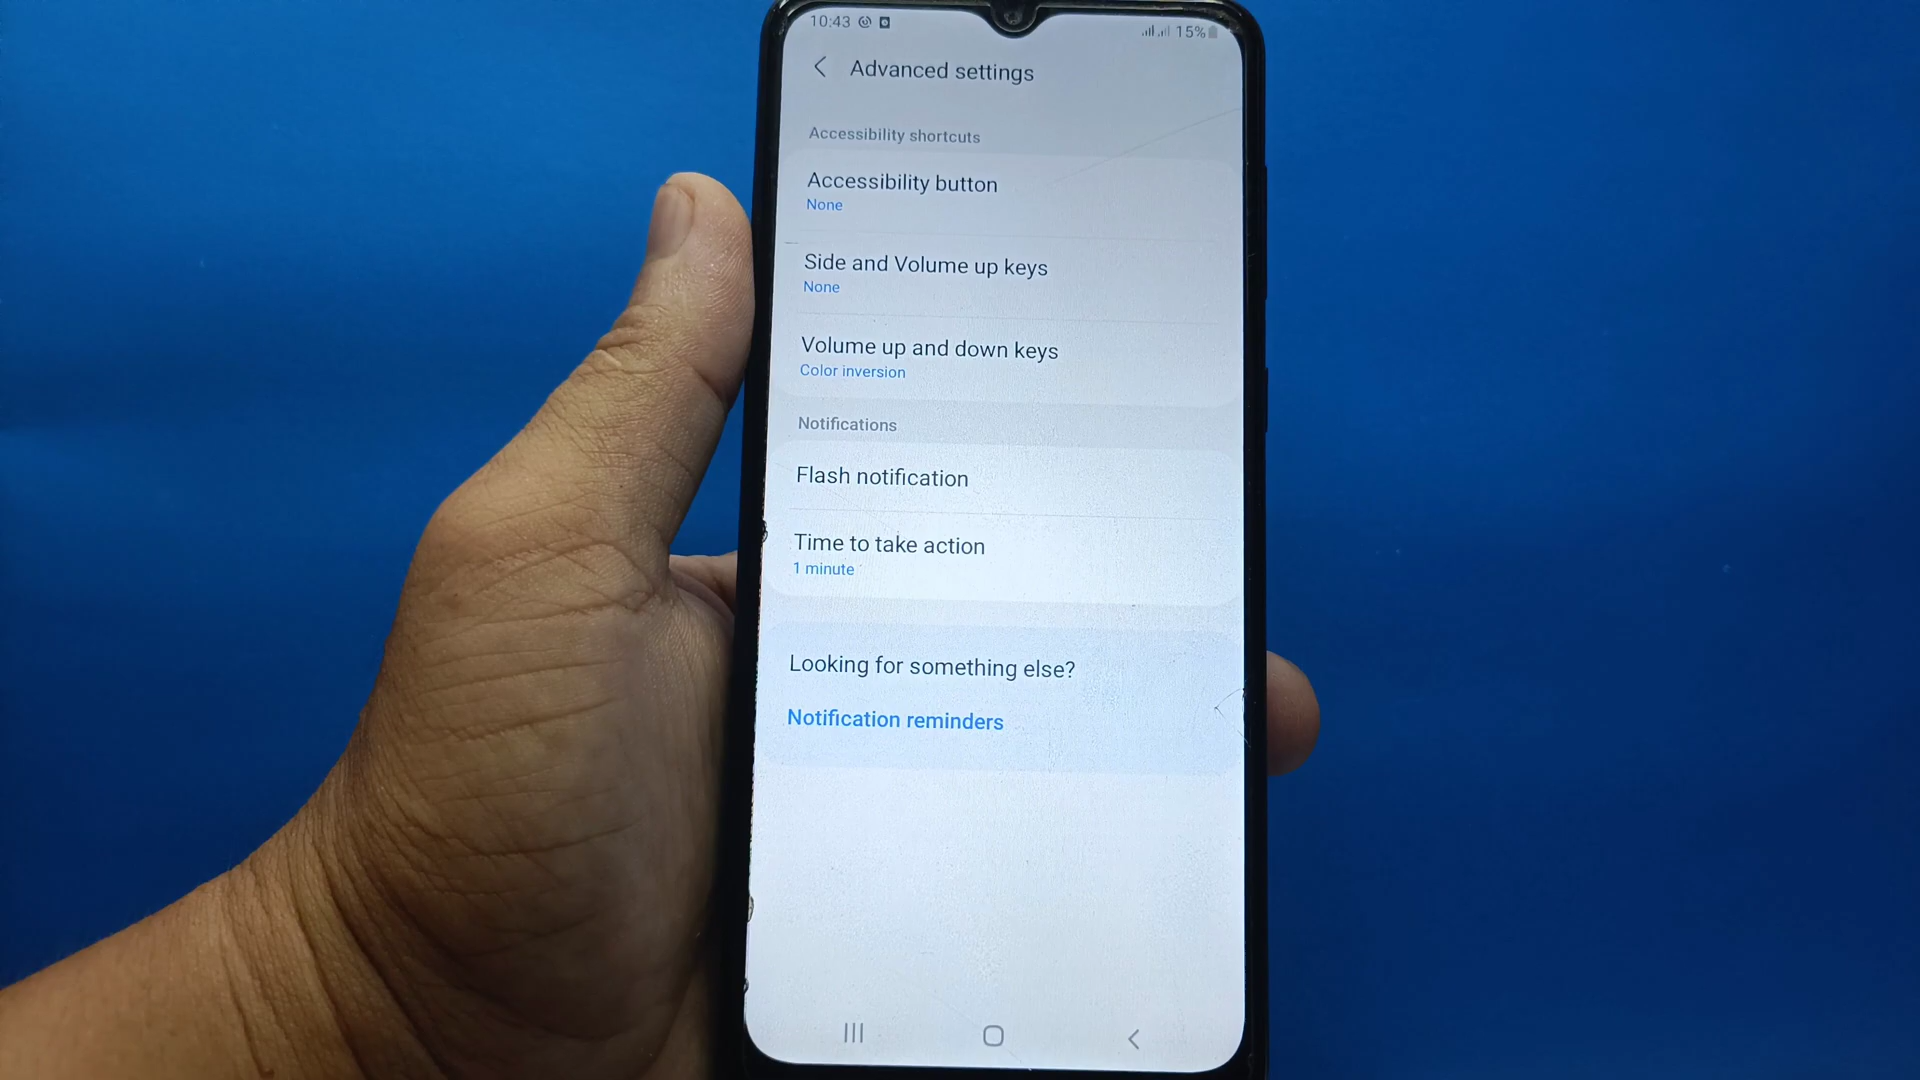 10:43
15%
Advanced settings
Accessibility shortcuts
Accessibility button
None
Side and Volume up keys
None
Volume up and down keys
Color inversion
Notifications
Flash notification
Time to take action
1 minute
Looking for something else?
Notification reminders